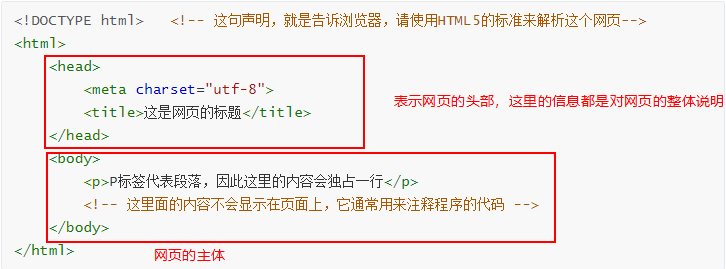 <!DOCTYPE html>   <!-- 这句声明，就是告诉浏览器，请使用HTML5的标准来解析这个网页-->
<html>
    <head>
        <meta charset="utf-8">
        <title>这是网页的标题</title>
表示网页的头部，这里的信息都是对网页的整体说明
    </head>
    <body>
        <p>P标签代表段落，因此这里的内容会独占一行</p>
        <!-- 这里面的内容不会显示在页面上，它通常用来注释程序的代码 -->
    </body>
</html>
网页的主体